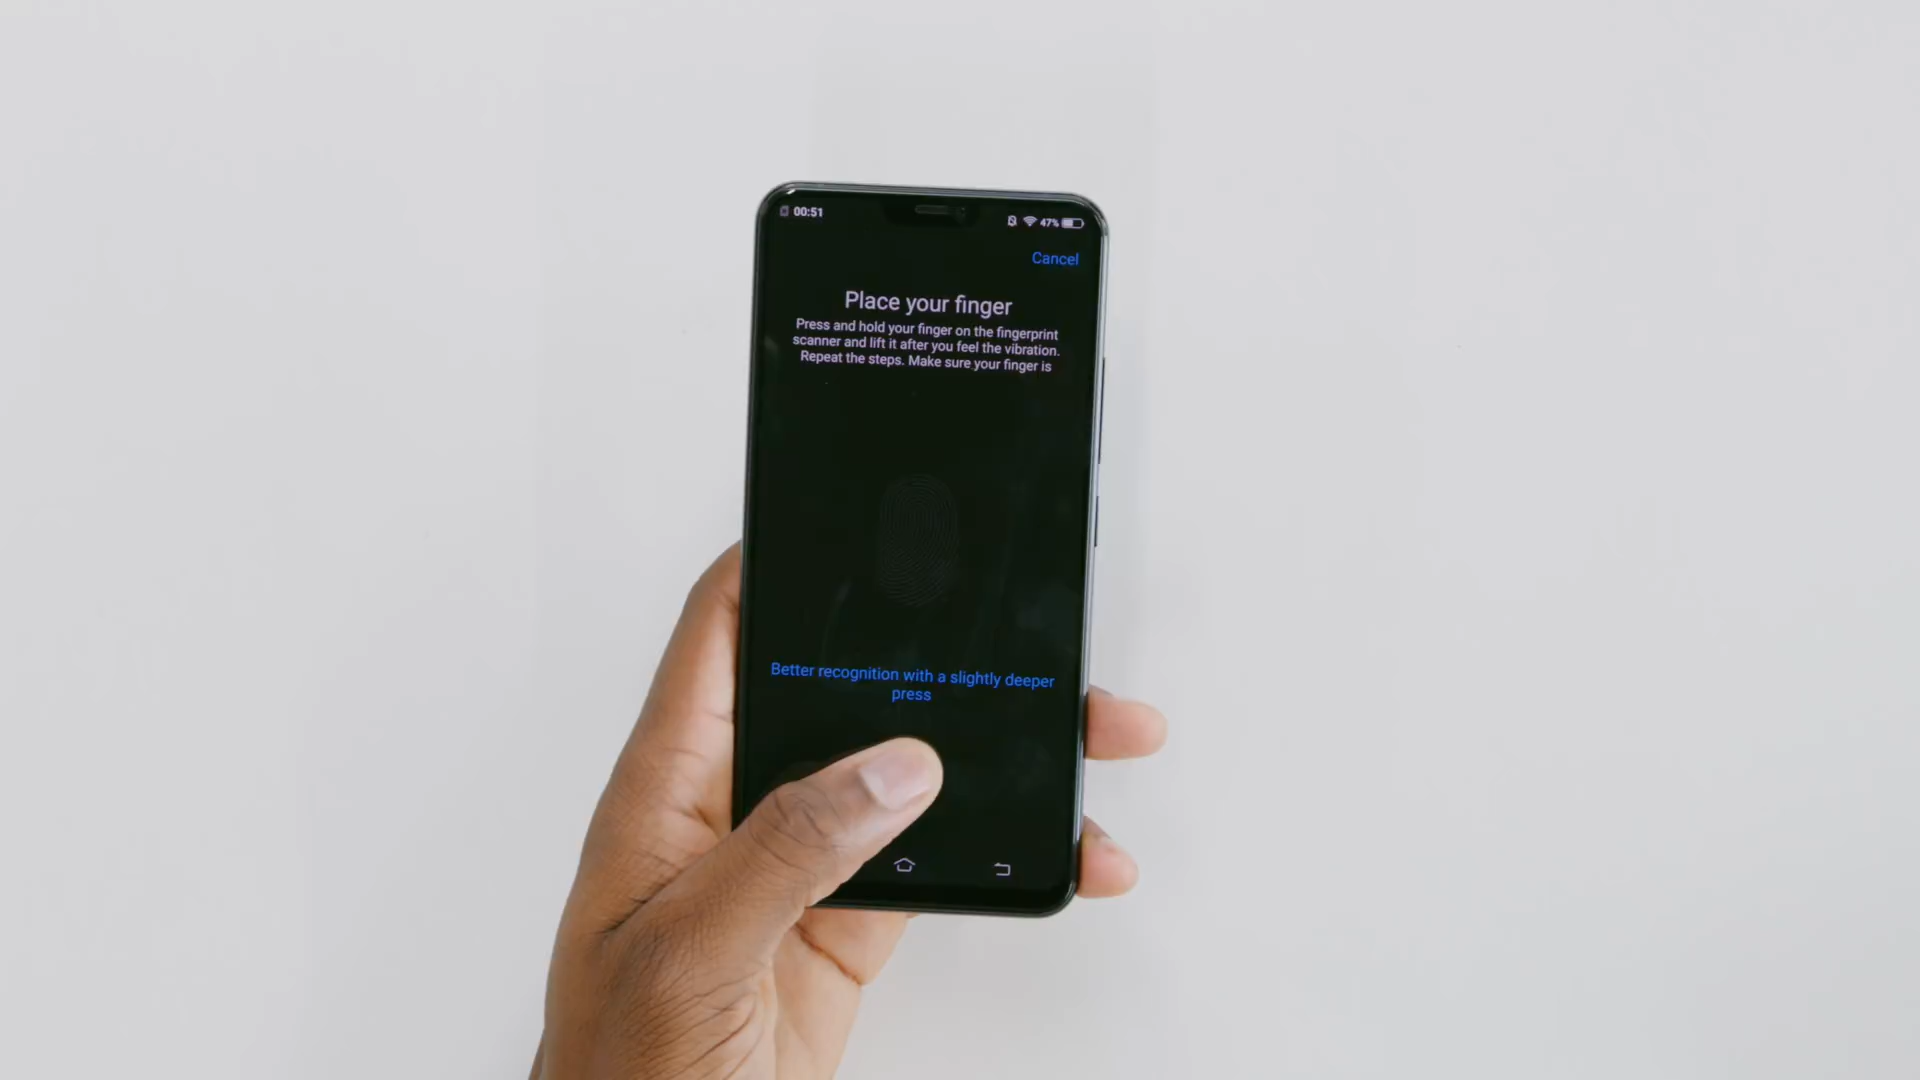 00:51
47%
Cancel
Place your finger
Press and hold your finger on the fingerprint
scanner and lift it after you feel the vibration.
Repeat the steps. Make sure your finger is
Better recognition with a slightly deeper
press